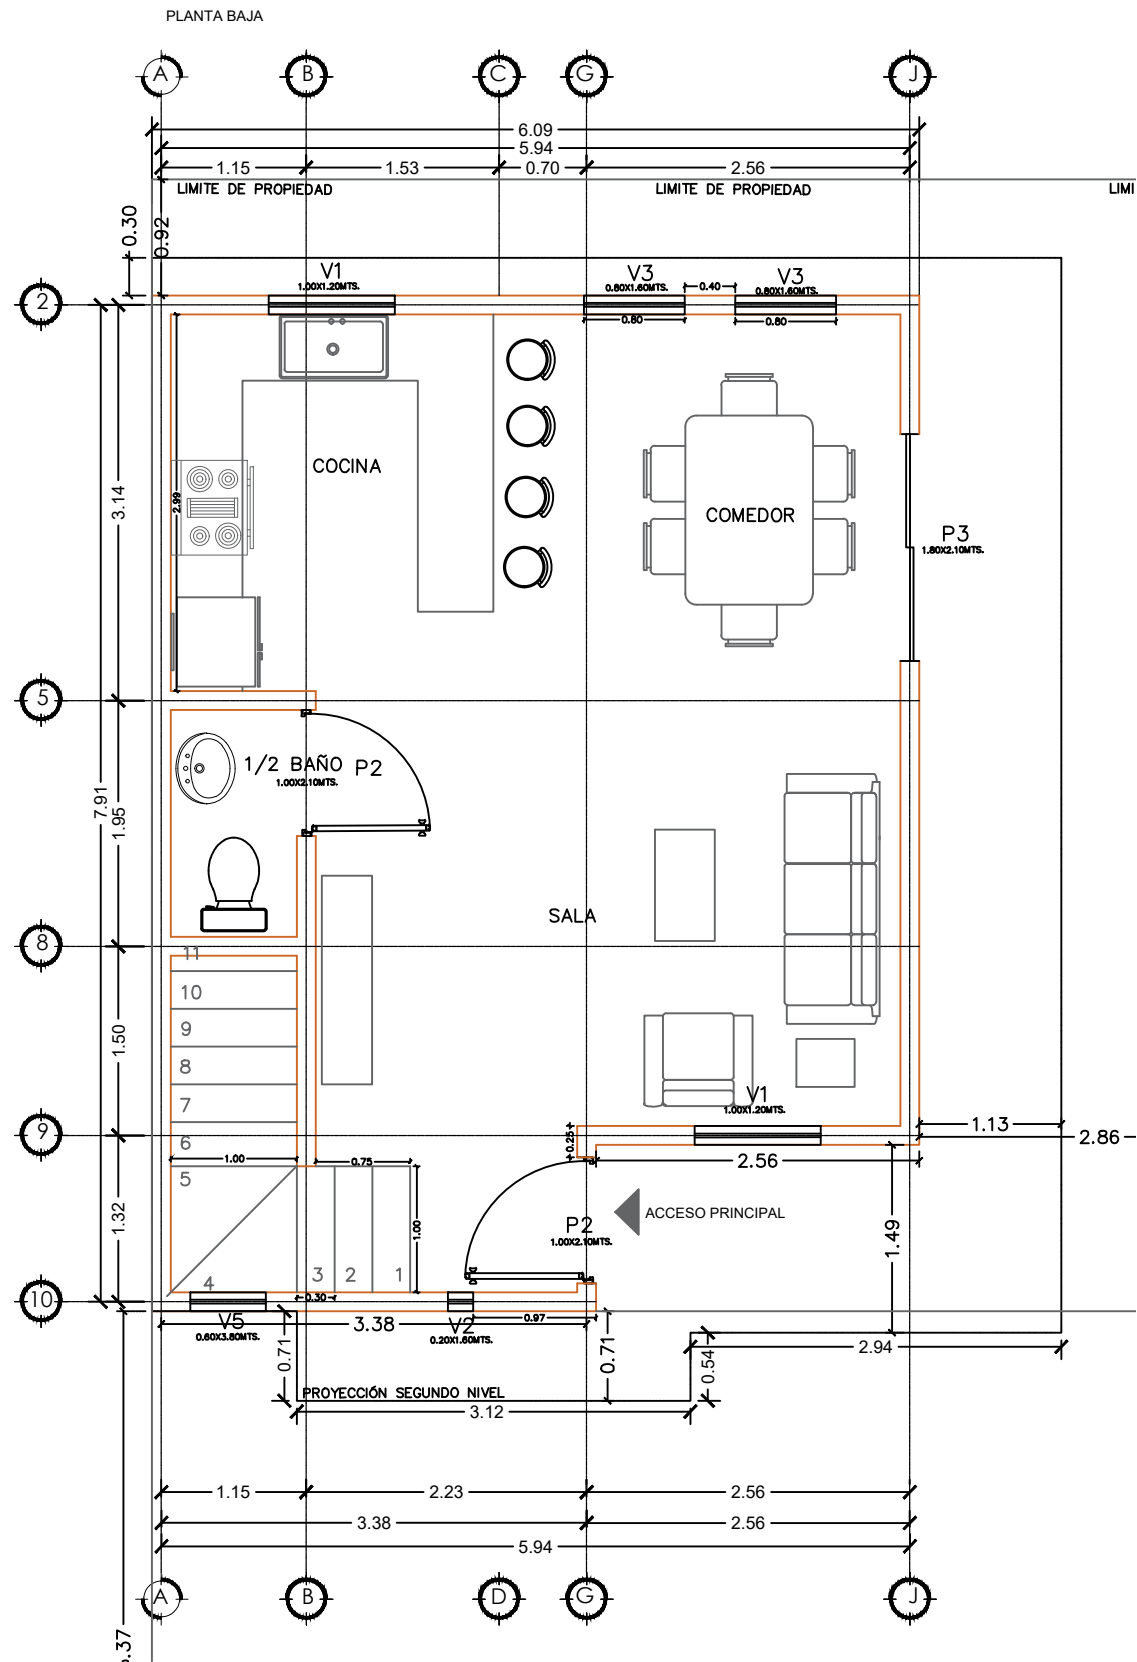 PLANTA BAJA
A B C G J
6.09
5.94
1.15 1.53 0.70 2.56
LIMITE DE PROPIEDAD LIMITE DE PROPIEDAD LIMI
0.30
0.92
V1
1.00X1.20MTS.
V3
0.80X1.60MTS.
0.40
V3
0.80X1.60MTS.
2
0.80 0.80
COCINA
2.99
3.14
COMEDOR
P3
1.80X2.10MTS.
5
1/2 BAÑO P2
1.00X2.10MTS.
7.91
1.95
SALA
8
11
10
9
1.50
8
7
V1
1.00X1.20MTS.
1.13
9
6
0.25
2.86
1.00
0.75
2.56
5
1.32
1.00
P2
1.00X2.10MTS.
ACCESO PRINCIPAL
1.49
4
3 2 1
10
0.30
V5
0.60X3.80MTS.
3.38
V2
0.20X1.60MTS.
0.97
0.71
0.71
0.54
2.94
PROYECCIÓN SEGUNDO NIVEL
3.12
1.15 2.23 2.56
3.38 2.56
5.94
A B D G J
.37